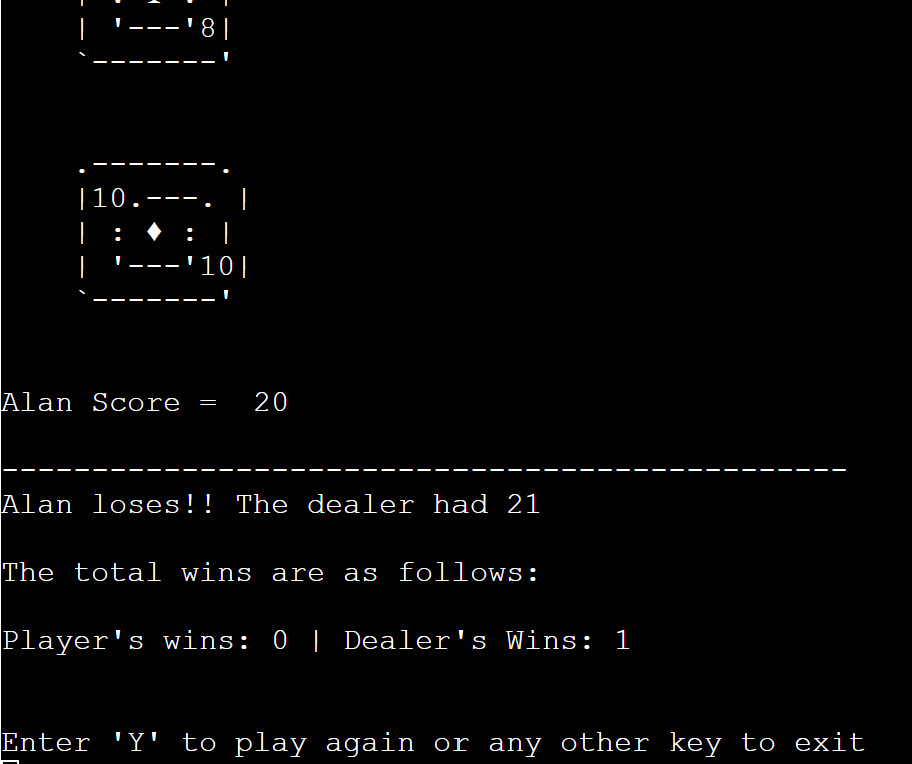 | '---'8|
`-------'
.-------.
|10.---. |
| : ♦ : |
| '---'10|
`-------'
Alan Score =  20
-----------------------------------------------
Alan loses!! The dealer had 21
The total wins are as follows:
Player's wins: 0 | Dealer's Wins: 1
Enter 'Y' to play again or any other key to exit